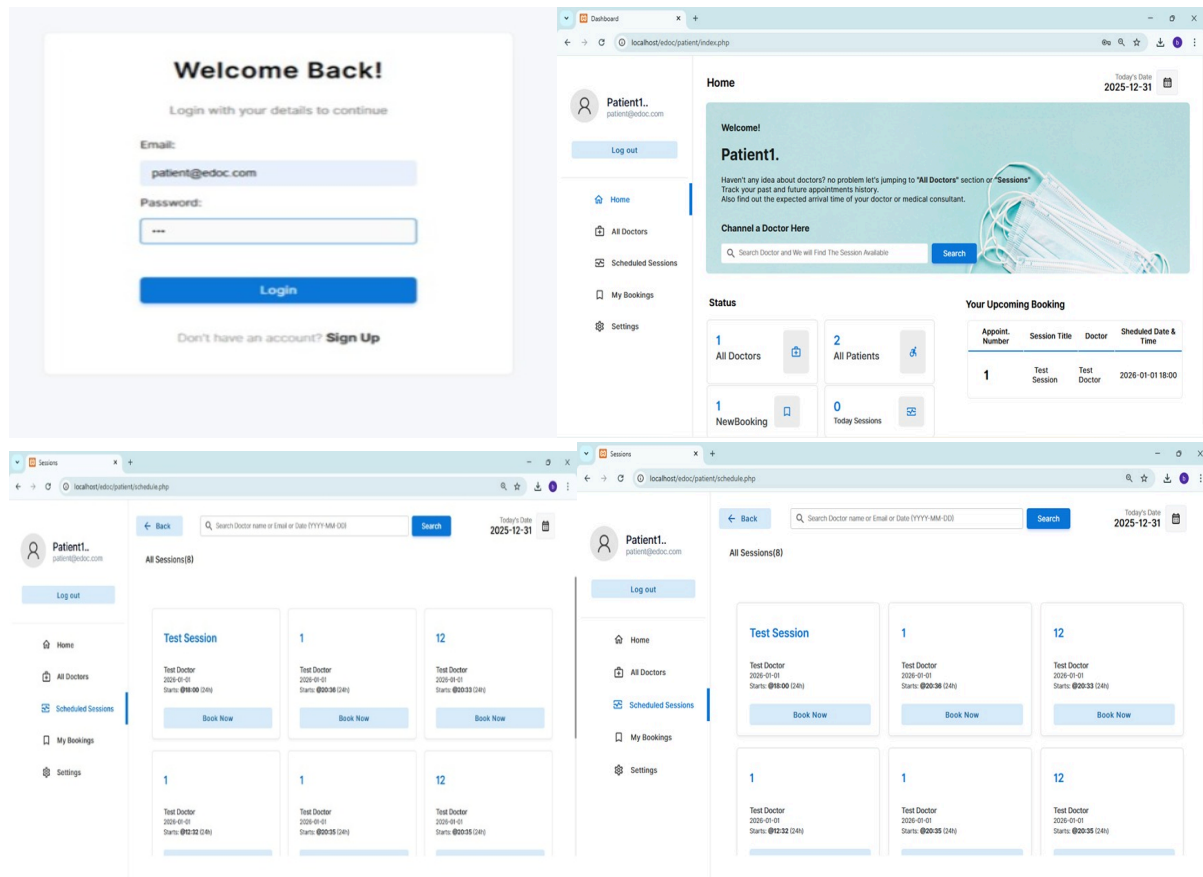 Welcome Back!
Login with your details to continue
Email:
patient@edoc.com
Password:
---
Login
Don't have an account? Sign Up
Dashboard
localhost/edoc/patient/index.php
Patient1..
patient@edoc.com
Log out
Home
All Doctors
Scheduled Sessions
My Bookings
Settings
Home
Today's Date
2025-12-31
Welcome!
Patient1.
Haven't any idea about doctors? no problem let's jumping to "All Doctors" section or "Sessions"
Track your past and future appointments history.
Also find out the expected arrival time of your doctor or medical consultant.
Channel a Doctor Here
Search Doctor and We will Find The Session Available
Search
Status
1
All Doctors
2
All Patients
1
NewBooking
0
Today Sessions
Your Upcoming Booking
Appoint. Number Session Title Doctor Sheduled Date & Time
1 Test Session Test Doctor 2026-01-01 18:00
Sessions
localhost/edoc/patient/schedule.php
Patient1..
patient@edoc.com
Log out
Home
All Doctors
Scheduled Sessions
My Bookings
Settings
Back
Search Doctor name or Email or Date (YYYY-MM-DD)
Search
Today's Date
2025-12-31
All Sessions(8)
Test Session
Test Doctor
2026-01-01
Starts: @18:00 (24h)
Book Now
1
Test Doctor
2026-01-01
Starts: @20:36 (24h)
Book Now
12
Test Doctor
2026-01-01
Starts: @20:33 (24h)
Book Now
1
Test Doctor
2026-01-01
Starts: @12:32 (24h)
1
Test Doctor
2026-01-01
Starts: @20:35 (24h)
12
Test Doctor
2026-01-01
Starts: @20:35 (24h)
Sessions
localhost/edoc/patient/schedule.php
Patient1..
patient@edoc.com
Log out
Home
All Doctors
Scheduled Sessions
My Bookings
Settings
Back
Search Doctor name or Email or Date (YYYY-MM-DD)
Search
Today's Date
2025-12-31
All Sessions(8)
Test Session
Test Doctor
2026-01-01
Starts: @18:00 (24h)
Book Now
1
Test Doctor
2026-01-01
Starts: @20:36 (24h)
Book Now
12
Test Doctor
2026-01-01
Starts: @20:33 (24h)
Book Now
1
Test Doctor
2026-01-01
Starts: @12:32 (24h)
1
Test Doctor
2026-01-01
Starts: @20:35 (24h)
12
Test Doctor
2026-01-01
Starts: @20:35 (24h)